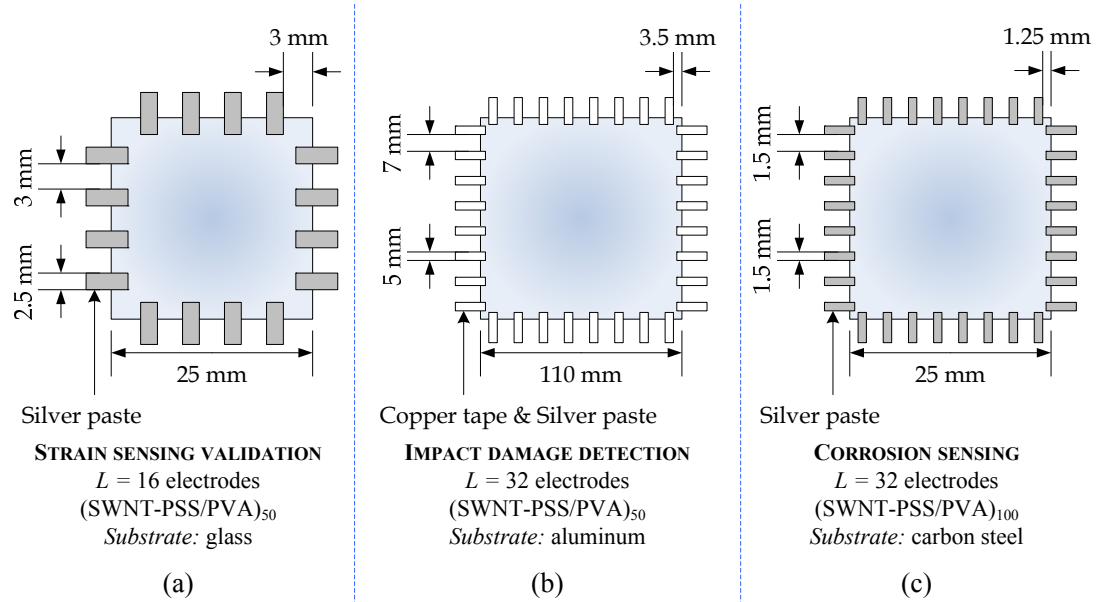 3 mm
3 mm
2.5 mm
25 mm
Silver paste
STRAIN SENSING VALIDATION
L = 16 electrodes
(SWNT-PSS/PVA)50
Substrate: glass
(a)
3.5 mm
7 mm
5 mm
110 mm
Copper tape & Silver paste
IMPACT DAMAGE DETECTION
L = 32 electrodes
(SWNT-PSS/PVA)50
Substrate: aluminum
(b)
1.25 mm
1.5 mm
1.5 mm
25 mm
Silver paste
CORROSION SENSING
L = 32 electrodes
(SWNT-PSS/PVA)100
Substrate: carbon steel
(c)